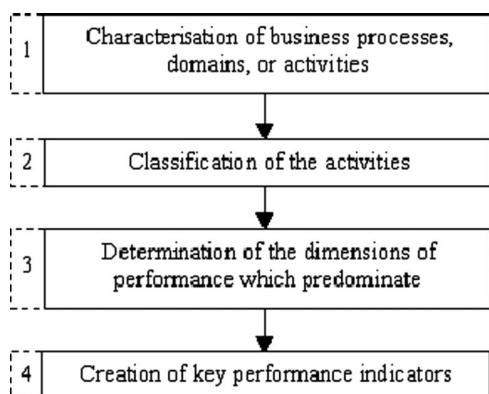 1
Characterisation of business processes,
domains, or activities
2
Classification of the activities
3
Determination of the dimensions of
performance which predominate
4
Creation of key performance indicators